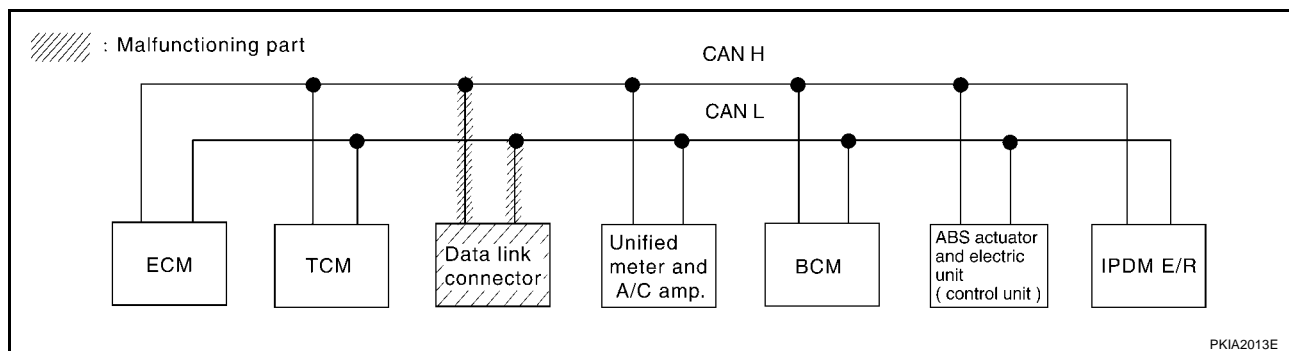 : Malfunctioning part
CAN H
CAN L
ECM
TCM
Data link
connector
Unified
meter and
A/C amp.
BCM
ABS actuator
and electric
unit
( control unit )
IPDM E/R
PKIA2013E